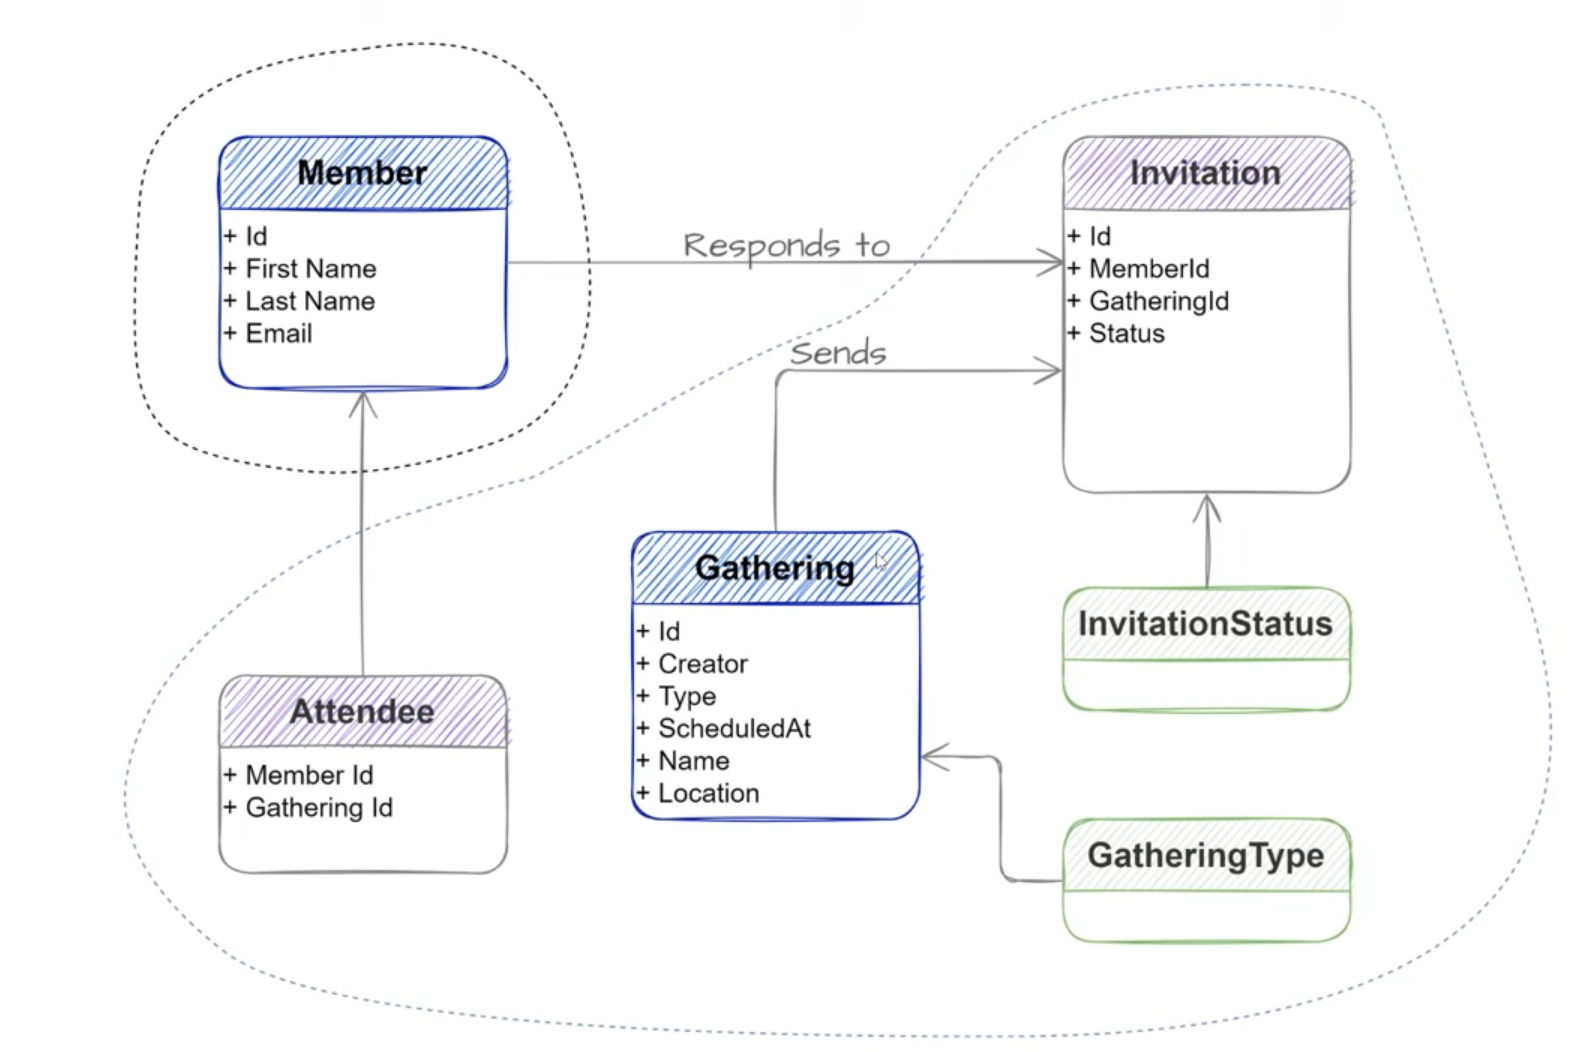 Member
+ Id
+ First Name
+ Last Name
+ Email
Responds to
Invitation
+ Id
+ MemberId
+ GatheringId
+ Status
Sends
Gathering
+ Id
+ Creator
+ Type
+ ScheduledAt
+ Name
+ Location
InvitationStatus
Attendee
+ Member Id
+ Gathering Id
GatheringType